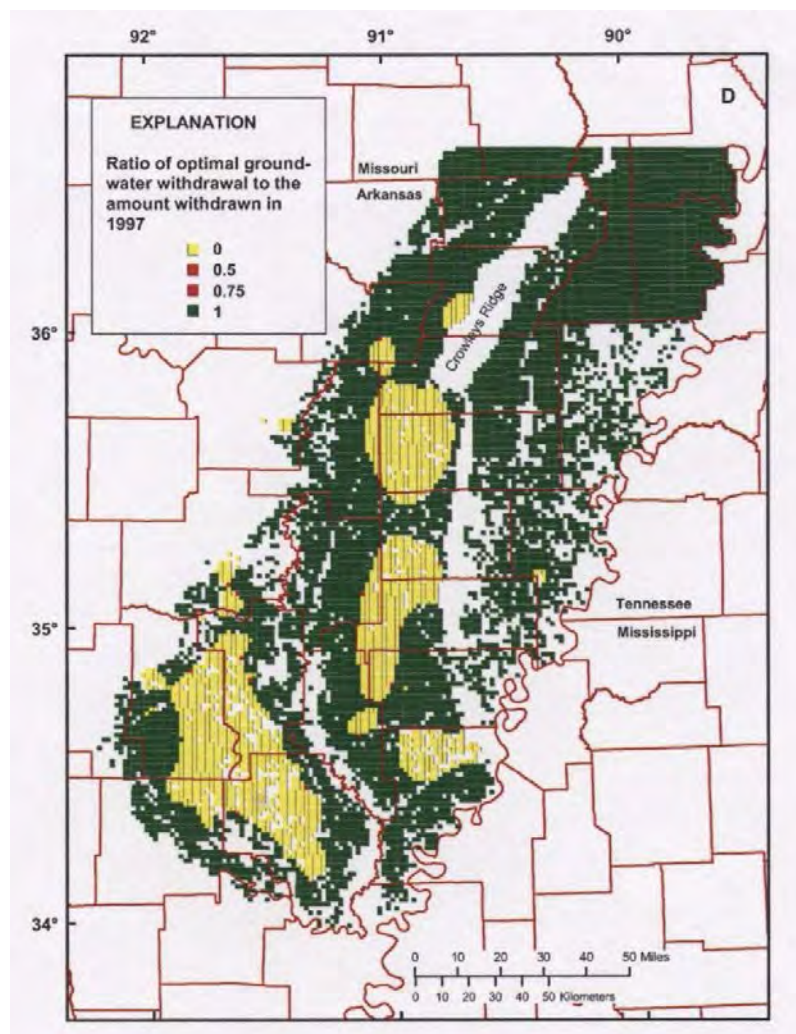 92° 91° 90°
D
EXPLANATION
Ratio of optimal ground-
water withdrawal to the
amount withdrawn in
1997
0
0.5
0.75
1
Missouri
Arkansas
Crowleys Ridge
36°
35°
Tennessee
Mississippi
34°
0 10 20 30 40 50 Miles
0 10 20 30 40 50 Kilometers